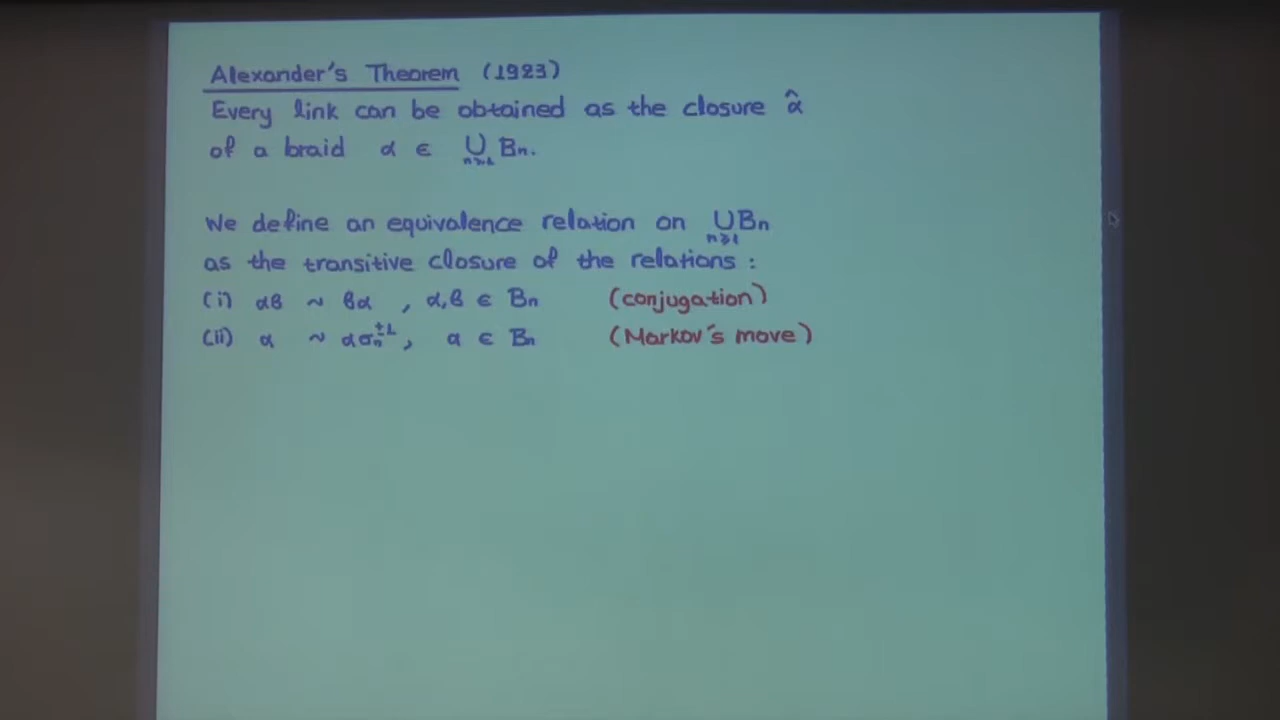 Alexander's Theorem (1923)
Every link can be obtained as the closure α̂
of a braid α ∈ ∪ Bn.
n≥1
We define an equivalence relation on ∪ Bn
n≥1
as the transitive closure of the relations :
(i) αβ ~ βα , α,β ∈ Bn (conjugation)
(ii) α ~ ασₙ^±1, α ∈ Bn (Markov's move)